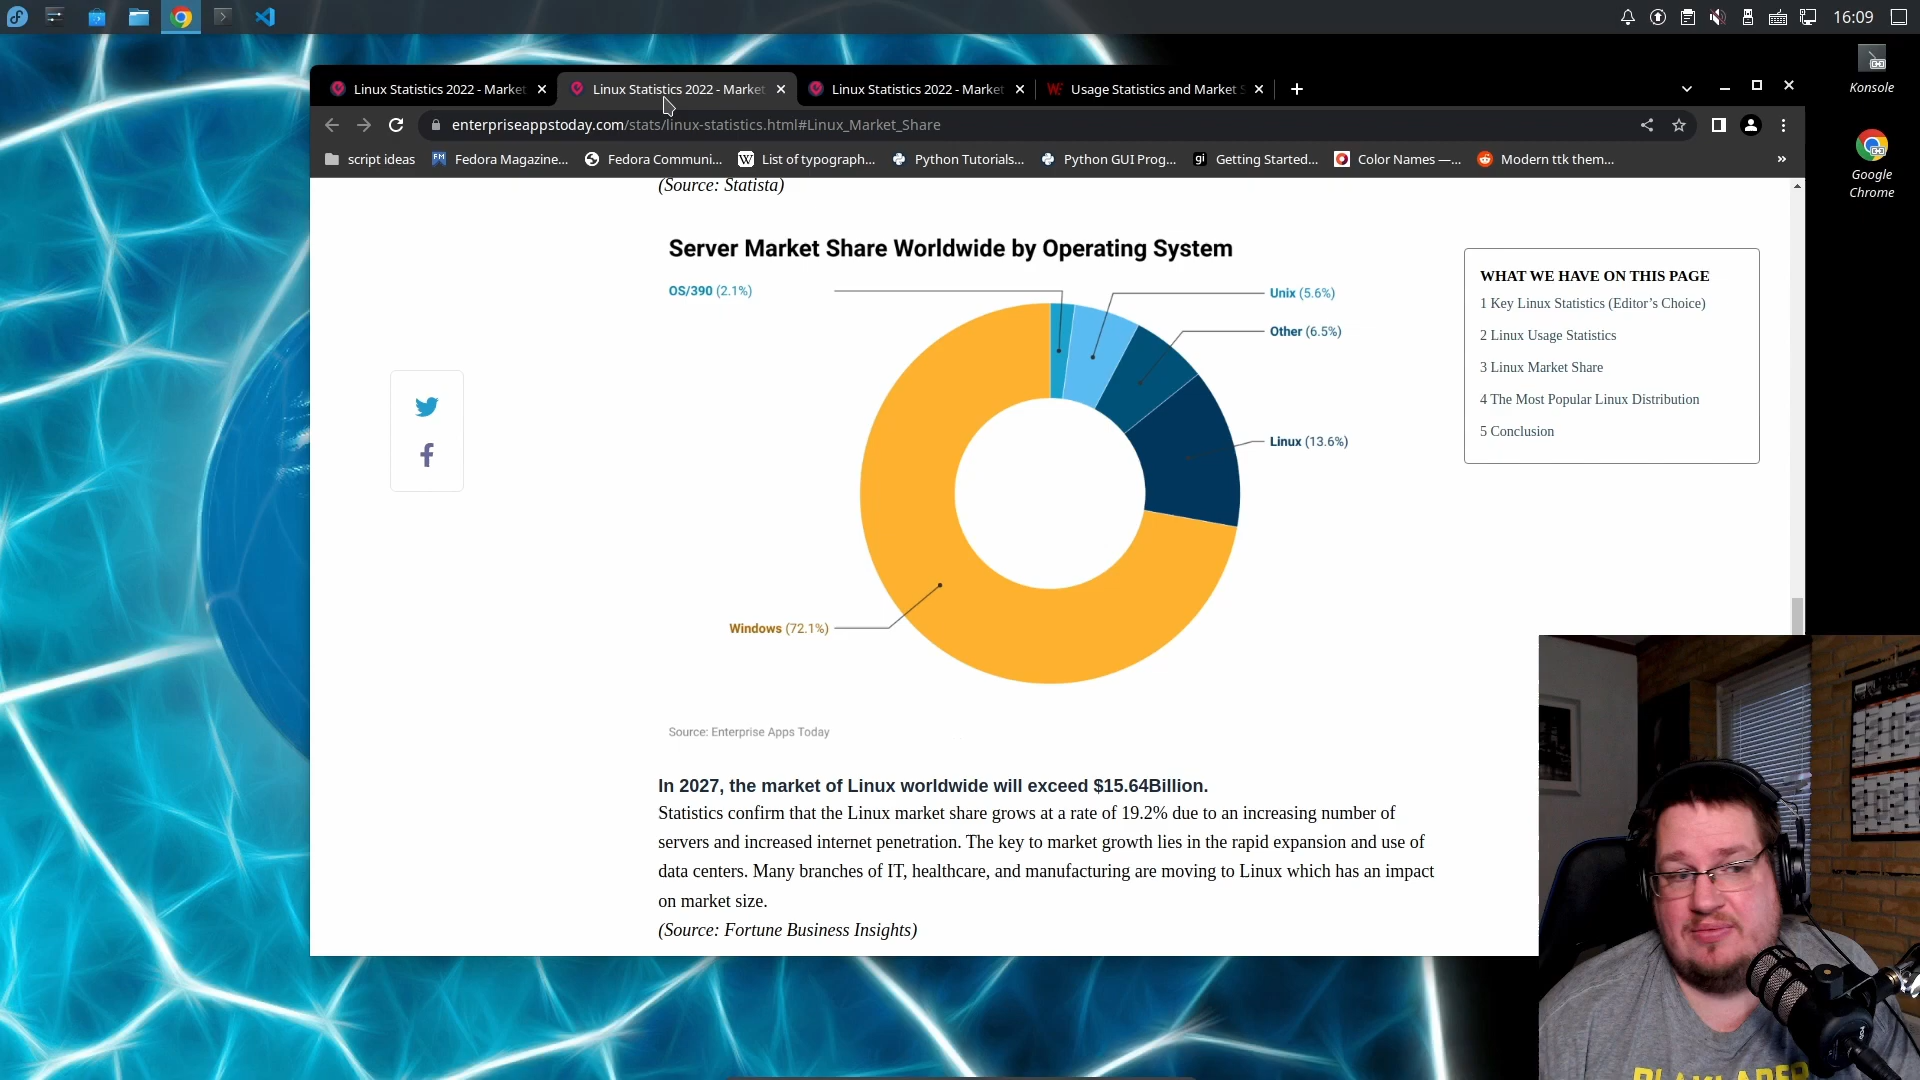 16:09
Linux Statistics 2022 - Market
Linux Statistics 2022 - Market
Linux Statistics 2022 - Market
Usage Statistics and Market S
enterpriseappstoday.com/stats/linux-statistics.html#Linux_Market_Share
script ideas
Fedora Magazine...
Fedora Communi...
List of typograph...
Python Tutorials...
Python GUI Prog...
Getting Started...
Color Names —...
Modern ttk them...
»
Konsole
Google
Chrome
(Source: Statista)
Server Market Share Worldwide by Operating System
OS/390 (2.1%)
Unix (5.6%)
Other (6.5%)
Linux (13.6%)
Windows (72.1%)
Source: Enterprise Apps Today
WHAT WE HAVE ON THIS PAGE
1 Key Linux Statistics (Editor’s Choice)
2 Linux Usage Statistics
3 Linux Market Share
4 The Most Popular Linux Distribution
5 Conclusion
In 2027, the market of Linux worldwide will exceed $15.64Billion.
Statistics confirm that the Linux market share grows at a rate of 19.2% due to an increasing number of
servers and increased internet penetration. The key to market growth lies in the rapid expansion and use of
data centers. Many branches of IT, healthcare, and manufacturing are moving to Linux which has an impact
on market size.
(Source: Fortune Business Insights)